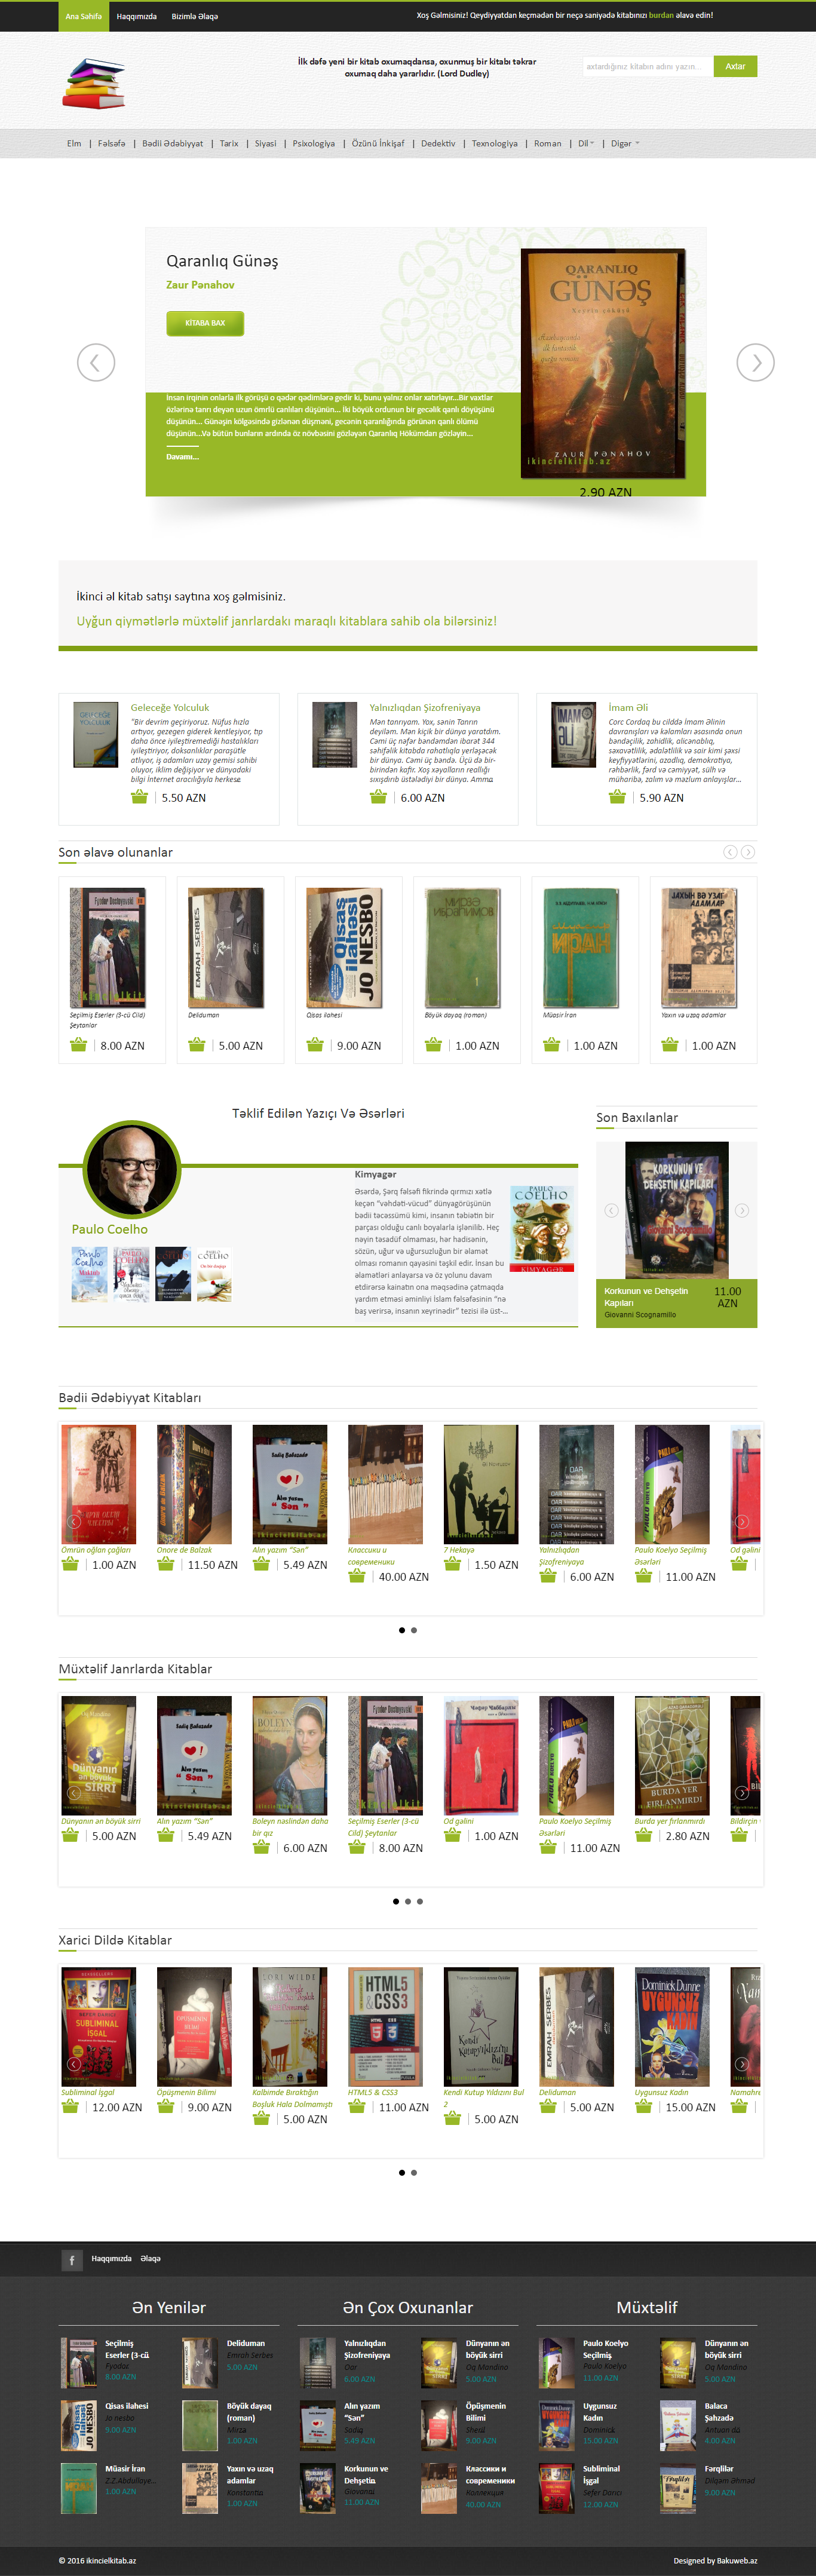 Ana Səhifə Haqqımızda Bizimlə Əlaqə
Xoş Gəlmisiniz! Qeydiyyatdan keçmədən bir neçə saniyədə kitabınızı burdan əlavə edin!
İlk dəfə yeni bir kitab oxumaqdansa, oxunmuş bir kitabı təkrar
oxumaq daha yararlıdır. (Lord Dudley)
axtardığınız kitabın adını yazın... Axtar
Elm | Fəlsəfə | Bədii Ədəbiyyat | Tarix | Siyasi | Psixologiya | Özünü İnkişaf | Dedektiv | Texnologiya | Roman | Dil | Digər
Qaranlıq Günəş
Zaur Pənahov
KİTABA BAX
İnsan irqinin onlarla ilk görüşü o qədər qədimlərə gedir ki, bunu yalnız onlar xatırlayır...Bir vaxtlar
özlərinə tanrı deyən uzun ömrlü canlıları düşünün... İki böyük ordunun bir gecəlik qanlı döyüşünü
düşünün... Günəşin kölgəsində gizlənən düşməni, gecənin qaranlığında görünən qanlı ölümü
düşünün...Və bütün bunların ardında öz növbəsini gözləyən Qaranlıq Hökümdarı gözləyin...
Davamı...
QARANLIQ
GÜNƏŞ
ZAUR PƏNAHOV
ikincielkitab.az
2.90 AZN
İkinci əl kitab satışı saytına xoş gəlmisiniz.
Uyğun qiymətlərlə müxtəlif janrlardakı maraqlı kitablara sahib ola bilərsiniz!
Geleceğe Yolculuk
"Bir devrim geçiriyoruz. Nüfus hızla
artıyor, gezegen giderek kentleşiyor, tıp
daha önce iyileştiremediği hastalıkları
iyileştiriyor, doksanlıklar paraşütle
atlıyor, iş adamları uzay gemisi sahibi
oluyor, iklim değişiyor ve dünyadaki
bilgi İnternet aracılığıyla herkese
5.50 AZN
Yalnızlıqdan Şizofreniyaya
Mən tanrıyam. Yox, sənin Tanrın
deyiləm. Mən kiçik bir dünya yaratdım.
Cəmi üç nəfər bəndəmdən ibarət 344
səhifəlik kitabda rahatlıqla yerləşəcək
bir dünya. Cəmi üç bəndə. Üçü də bir-
birindən kafir. Xoş xəyalların reallığı
sıxışdırıb üstələdiyi bir dünya. Amma
6.00 AZN
İmam Əli
Corc Cordaq bu cilddə İmam Əlinin
davranışları və kəlamları əsasında onun
bəndəçilik, zahidlik, alicənablıq,
səxavətlilik, ədalətlilik və sair kimi şəxsi
keyfiyyətlərini, azadlıq, demokratiya,
rəhbərlik, fərd və cəmiyyət, sülh və
müharibə, zalım və məzlum anlayışlar...
5.90 AZN
Son əlavə olunanlar
Seçilmiş Eserler (3-cü Cild)
Şeytanlar
8.00 AZN
Deliduman
5.00 AZN
Qisas ilahesi
9.00 AZN
Böyük dayaq (roman)
1.00 AZN
Müasir İran
1.00 AZN
Yaxın və uzaq adamlar
1.00 AZN
Təklif Edilən Yazıçı Və Əsərləri
Paulo Coelho
Kimyagər
Əsərdə, Şərq fəlsəfi fikrində qırmızı xətlə
keçən “vəhdəti-vücud” dünyagörüşünün
bədii təcəssümü kimi, insanın təbiətin bir
parçası olduğu canlı boyalarla işlənilib. Heç
nəyin təsadüf olmaması, hər hadisənin,
sözün, uğur və uğursuzluğun bir əlamət
olması romanın qayəsini təşkil edir. İnsan bu
əlamətləri anlayarsa və öz yolunu davam
etdirərsə kainatın ona məqsədinə çatmaqda
yardım etməsi əminliyi İslam fəlsəfəsinin “nə
baş verirsə, insanın xeyrinədir” tezisi ilə üst-...
PAULO
COELHO
KİMYAGƏR
Son Baxılanlar
KORKUNUN VE
DEHŞETİN KAPILARI
Giovanni Scognamillo
Korkunun ve Dehşetin
Kapıları
Giovanni Scognamillo
11.00
AZN
Bədii Ədəbiyyat Kitabları
Ömrün oğlan çağları
1.00 AZN
Onore de Balzak
11.50 AZN
Alın yazım “Sən”
5.49 AZN
Классики и
современики
40.00 AZN
7 Hekayə
1.50 AZN
Yalnızlıqdan
Şizofreniyaya
6.00 AZN
Paulo Koelyo Seçilmiş
Əsərləri
11.00 AZN
Od gəlini
Müxtəlif Janrlarda Kitablar
Dünyanın ən böyük sirri
5.00 AZN
Alın yazım “Sən”
5.49 AZN
Boleyn nəslindən daha
bir qız
6.00 AZN
Seçilmiş Eserler (3-cü
Cild) Şeytanlar
8.00 AZN
Od gəlini
1.00 AZN
Paulo Koelyo Seçilmiş
Əsərləri
11.00 AZN
Burda yer fırlanmırdı
2.80 AZN
Bildirçin
Xarici Dildə Kitablar
Subliminal İşgal
12.00 AZN
Öpüşmenin Bilimi
9.00 AZN
Kalbimde Bıraktığın
Boşluk Hala Dolmamıştı
5.00 AZN
HTML5 & CSS3
11.00 AZN
Kendi Kutup Yıldızını Bul
2
5.00 AZN
Deliduman
5.00 AZN
Uygunsuz Kadın
15.00 AZN
Namahre
Haqqımızda Əlaqə
Ən Yenilər
Seçilmiş
Eserler (3-cü
Fyodor
8.00 AZN
Deliduman
Emrah Serbes
5.00 AZN
Qisas ilahesi
Jo nesbo
9.00 AZN
Böyük dayaq
(roman)
Mirzə
1.00 AZN
Müasir İran
Z.Z.Abdullaye...
1.00 AZN
Yaxın və uzaq
adamlar
Konstantin
1.00 AZN
Ən Çox Oxunanlar
Yalnızlıqdan
Şizofreniyaya
Qar
6.00 AZN
Dünyanın ən
böyük sirri
Oq Mandino
5.00 AZN
Alın yazım
“Sən”
Sadiq
5.49 AZN
Öpüşmenin
Bilimi
Sheril
9.00 AZN
Korkunun ve
Dehşetin
Giovanni
11.00 AZN
Классики и
современики
Коллекция
40.00 AZN
Müxtəlif
Paulo Koelyo
Seçilmiş
Paulo Koelyo
11.00 AZN
Dünyanın ən
böyük sirri
Oq Mandino
5.00 AZN
Uygunsuz
Kadın
Dominick
15.00 AZN
Balaca
Şahzadə
Antuan dü
4.00 AZN
Subliminal
İşgal
Sefer Darıcı
12.00 AZN
Fərqlilər
Dilqəm Əhməd
9.00 AZN
© 2016 ikincielkitab.az
Designed by Bakuweb.az